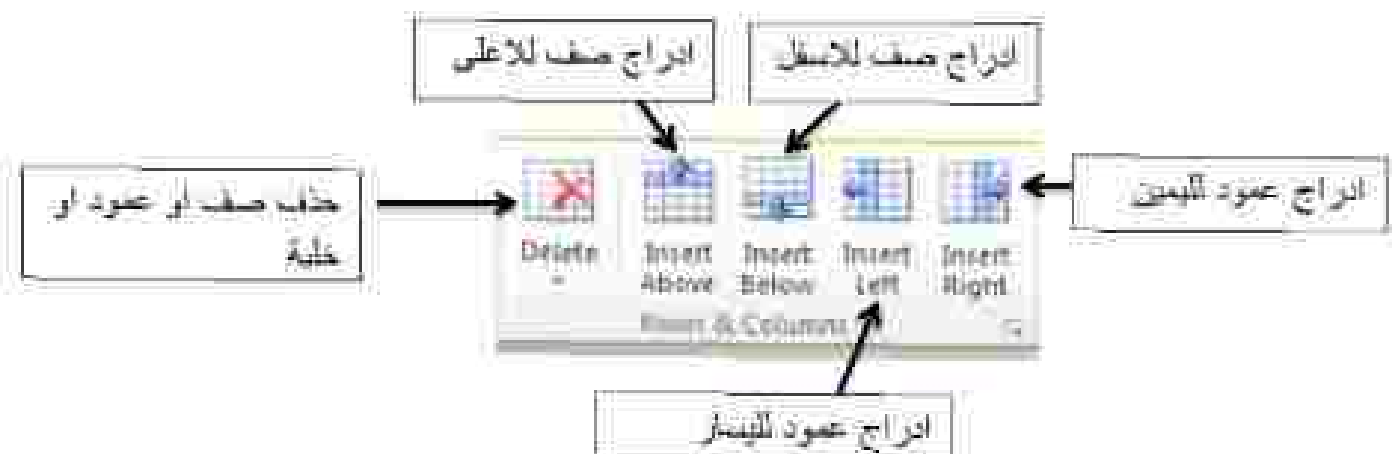 ادراج صف للاعلى
ادراج صف للاسفل
حذف صف او عمود او
خلية
ادراج عمود لليمين
Delete
Insert
Above
Insert
Below
Insert
Left
Insert
Right
Rows & Columns
ادراج عمود لليسار